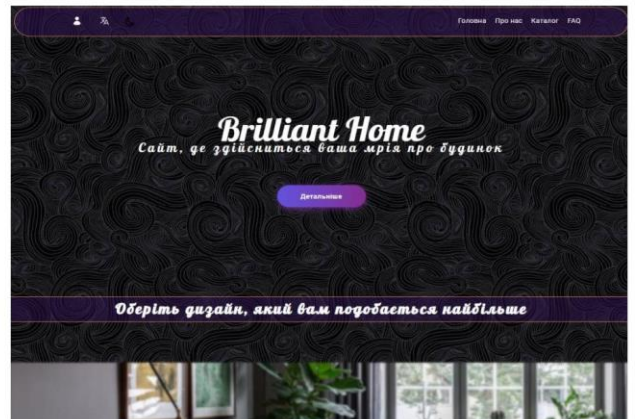 Головна Про нас Каталог FAQ
Brilliant Home
Сайт, де здійсниться ваша мрія про будинок
Детальніше
Оберіть дизайн, який вам подобається найбільше